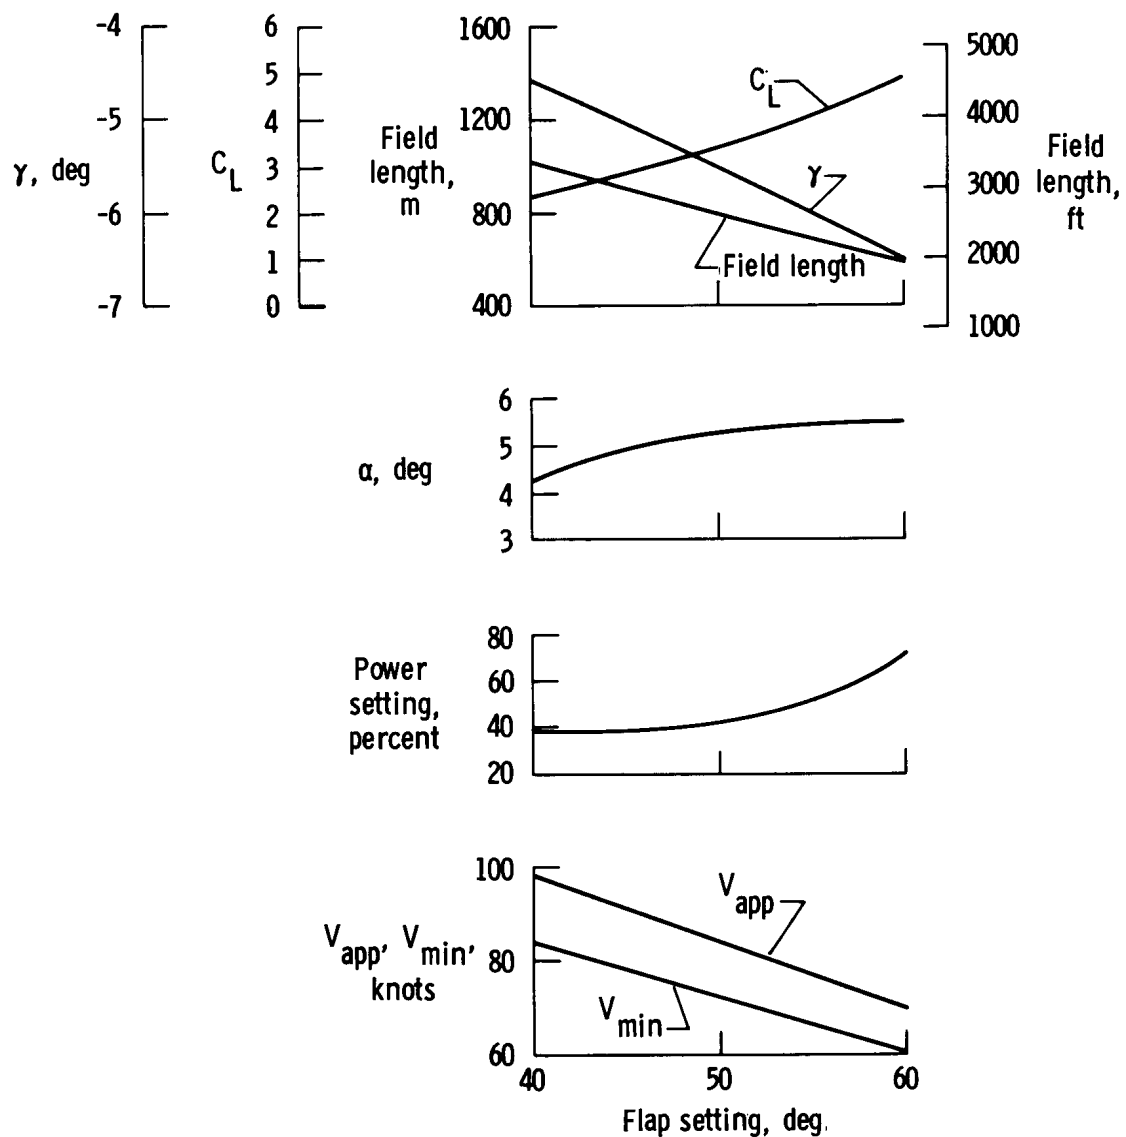 -4
-5
γ, deg
-6
-7
6
5
4
C_L
3
2
1
0
1600
1200
Field
length,
m
800
400
C_L
γ
Field length
5000
4000
Field
length,
ft
3000
2000
1000
6
5
α, deg
4
3
80
Power
setting,
percent
60
40
20
100
V_app, V_min,
knots
80
60
V_app
V_min
40 50 60
Flap setting, deg.